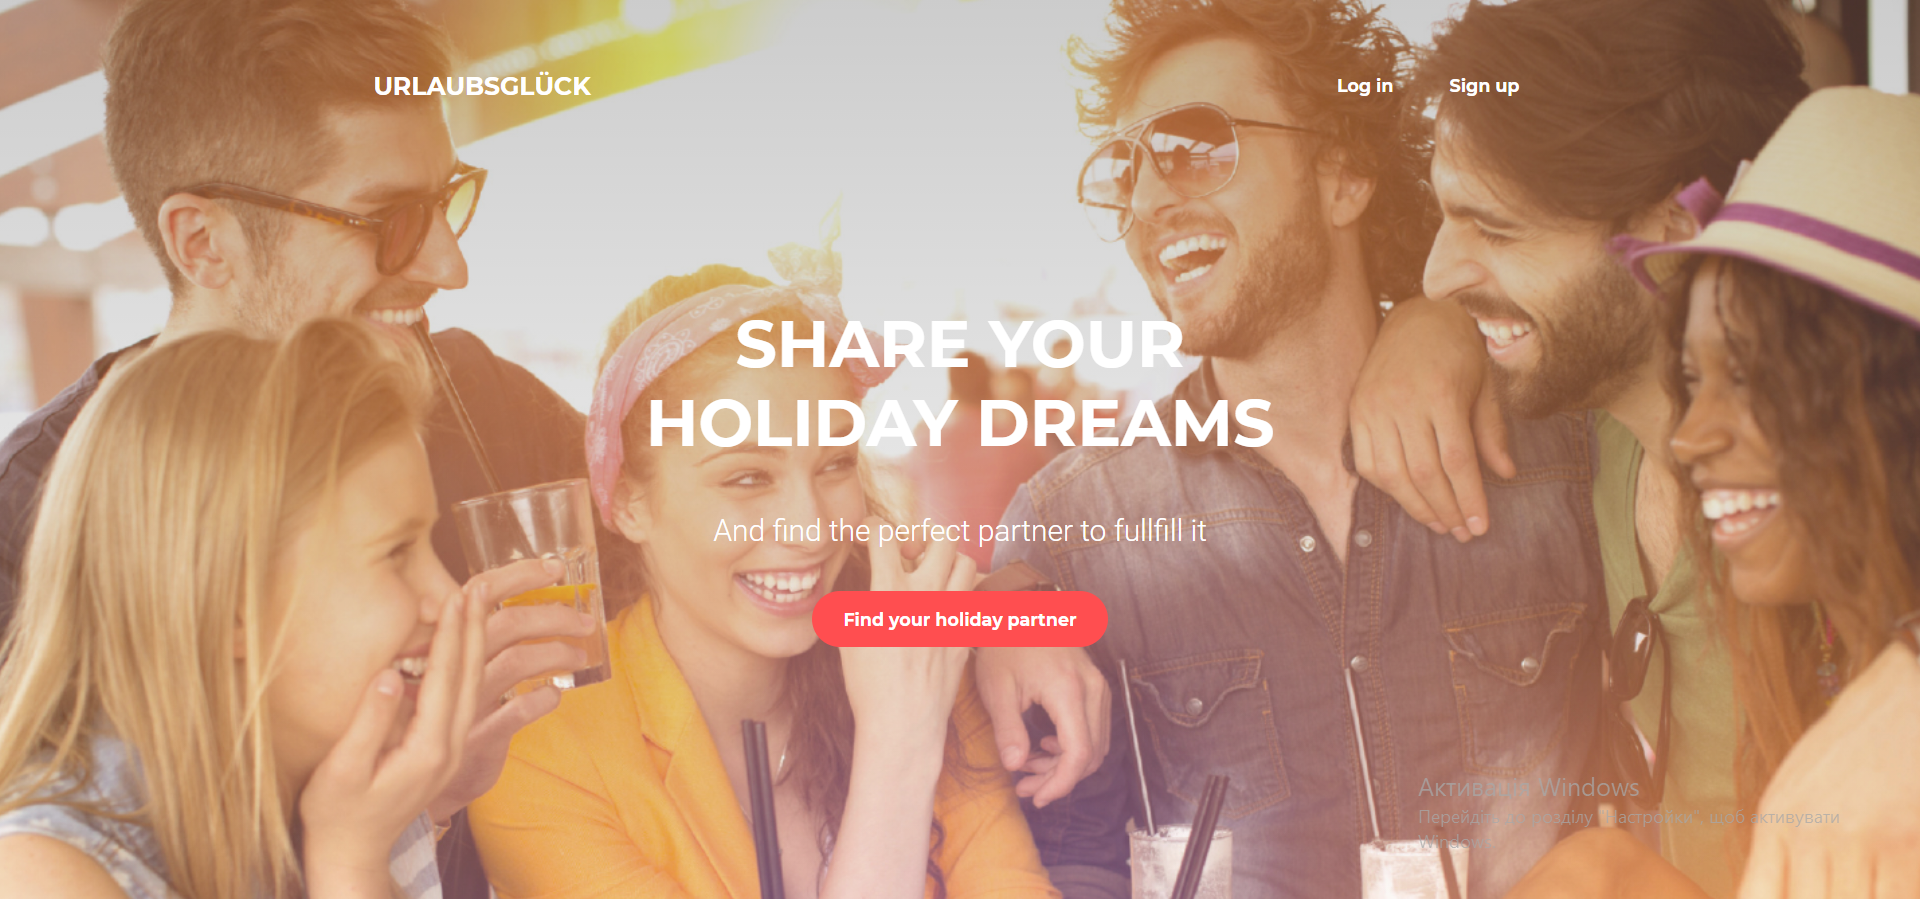 URLAUBSGLÜCK
Log in
Sign up
SHARE YOUR
HOLIDAY DREAMS
And find the perfect partner to fullfill it
Find your holiday partner
Активація Windows
Перейдіть до розділу "Настройки", щоб активувати
Windows.